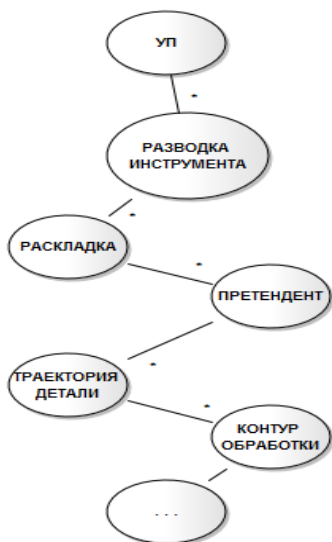 УП
*
РАЗВОДКА
ИНСТРУМЕНТА
*
РАСКЛАДКА
*
ПРЕТЕНДЕНТ
*
ТРАЕКТОРИЯ
ДЕТАЛИ
*
КОНТУР
ОБРАБОТКИ
. . .